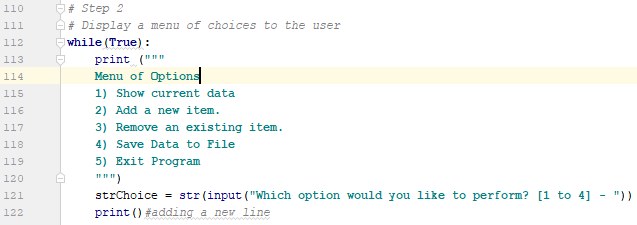 110 # Step 2
111 # Display a menu of choices to the user
112 while(True):
113 print ("""
114 Menu of Options
115 1) Show current data
116 2) Add a new item.
117 3) Remove an existing item.
118 4) Save Data to File
119 5) Exit Program
120 """)
121 strChoice = str(input("Which option would you like to perform? [1 to 4] - "))
122 print()#adding a new line